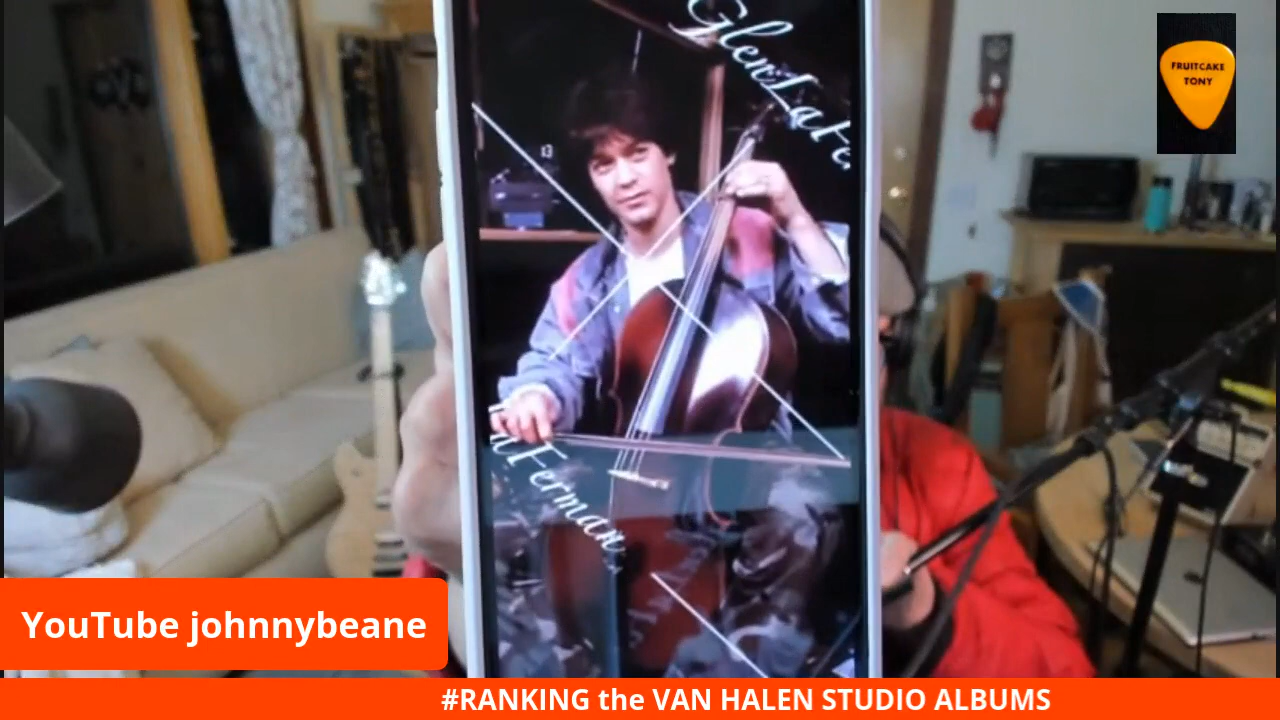 FRUITCAKE
TONY
YouTube johnnybeane
#RANKING the VAN HALEN STUDIO ALBUMS